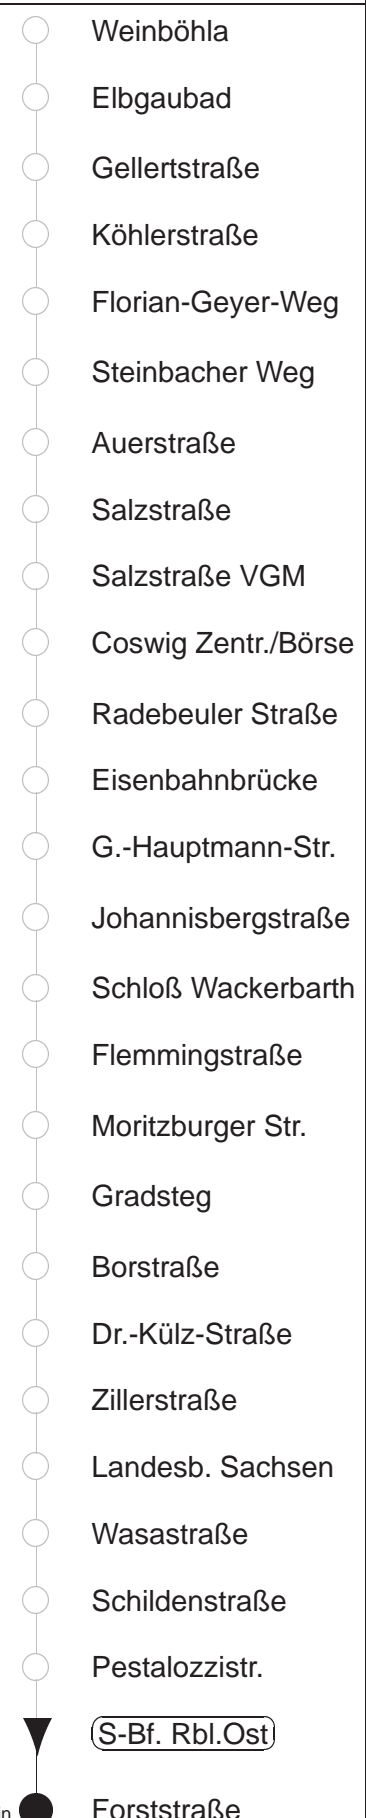 Weinböhla
Elbgaubad
Gellertstraße
Köhlerstraße
Florian-Geyer-Weg
Steinbacher Weg
Auerstraße
Salzstraße
Salzstraße VGM
Coswig Zentr./Börse
Radebeuler Straße
Eisenbahnbrücke
G.-Hauptmann-Str.
Johannisbergstraße
Schloß Wackerbarth
Flemmingstraße
Moritzburger Str.
Gradsteg
Borstraße
Dr.-Külz-Straße
Zillerstraße
Landesb. Sachsen
Wasastraße
Schildenstraße
Pestalozzistr.
S-Bf. Rbl.Ost
Forststraße